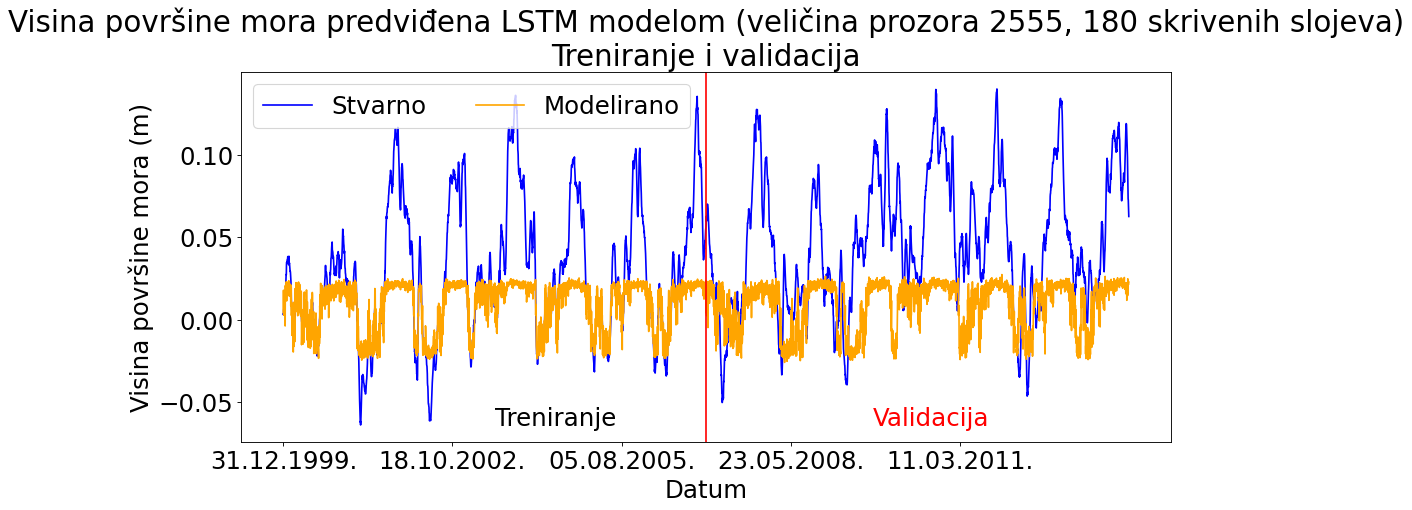 Visina površine mora predviđena LSTM modelom (veličina prozora 2555, 180 skrivenih slojeva)
Treniranje i validacija
Stvarno
Modelirano
Visina površine mora (m)
0.10
0.05
0.00
−0.05
Treniranje
Validacija
31.12.1999.
18.10.2002.
05.08.2005.
23.05.2008.
11.03.2011.
Datum